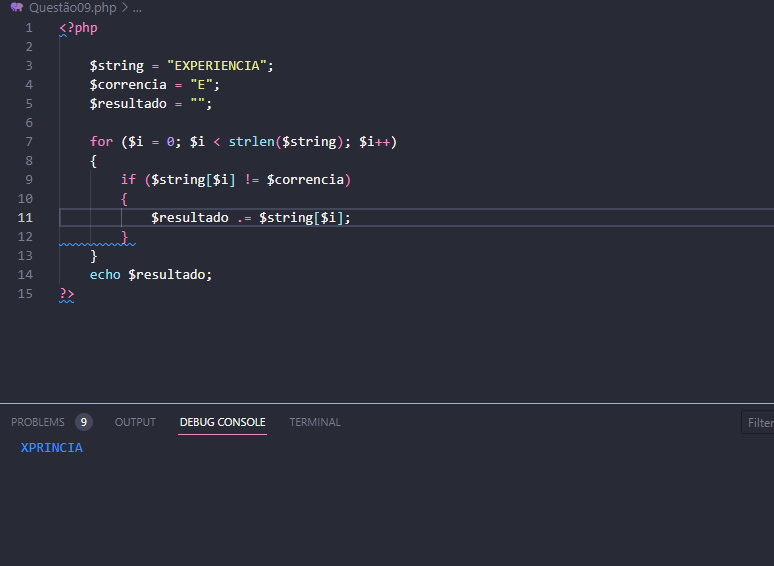 Questão09.php > ...
1 <?php
2
3 $string = "EXPERIENCIA";
4 $correncia = "E";
5 $resultado = "";
6
7 for ($i = 0; $i < strlen($string); $i++)
8 {
9 if ($string[$i] != $correncia)
10 {
11 $resultado .= $string[$i];
12 }
13 }
14 echo $resultado;
15 ?>
PROBLEMS 9 OUTPUT DEBUG CONSOLE TERMINAL Filter
XPRINCIA